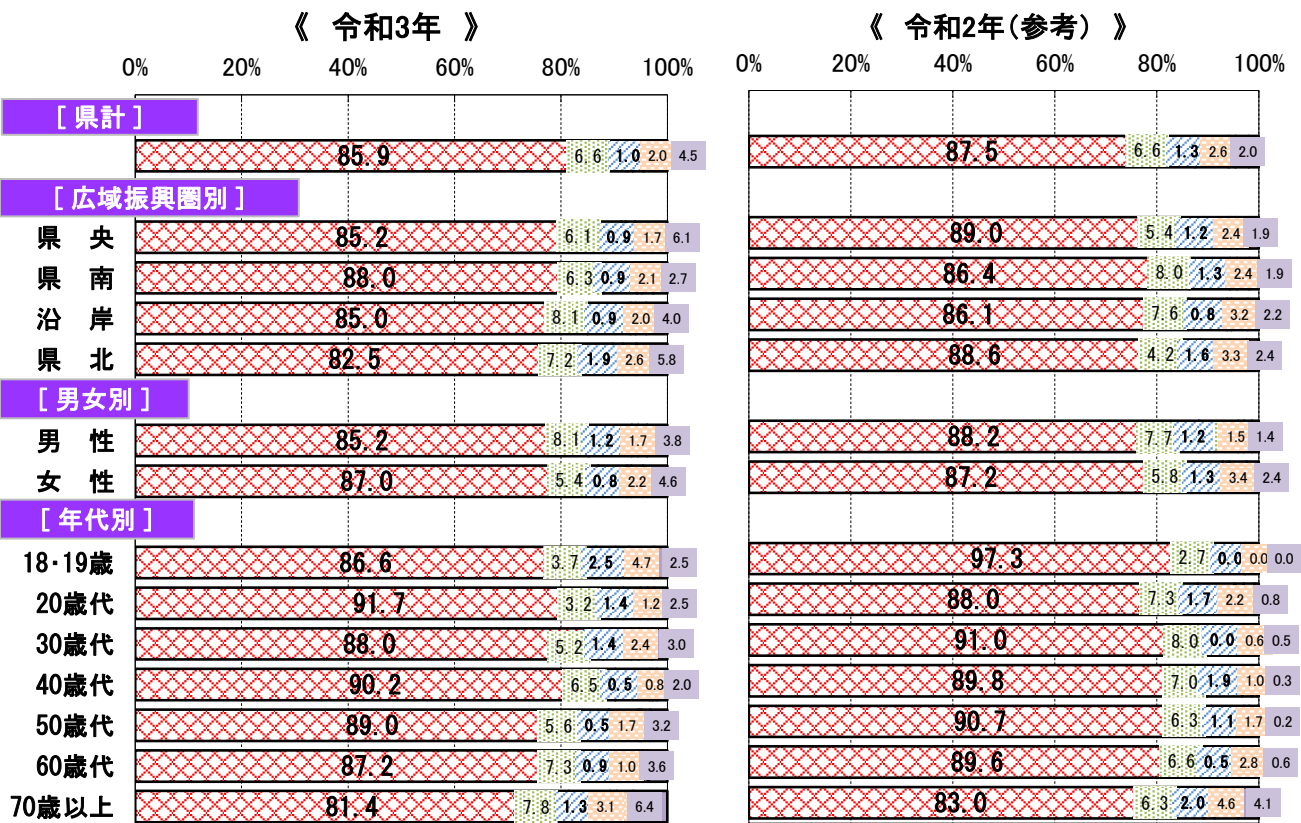 《 令和3年 》 《 令和2年(参考) 》
0% 20% 40% 60% 80% 100% 0% 20% 40% 60% 80% 100%
[ 県計 ]
85.9 6.6 1.0 2.0 4.5 87.5 6.6 1.3 2.6 2.0
[ 広域振興圏別 ]
県 央 85.2 6.1 0.9 1.7 6.1 89.0 5.4 1.2 2.4 1.9
県 南 88.0 6.3 0.9 2.1 2.7 86.4 8.0 1.3 2.4 1.9
沿 岸 85.0 8.1 0.9 2.0 4.0 86.1 7.6 0.8 3.2 2.2
県 北 82.5 7.2 1.9 2.6 5.8 88.6 4.2 1.6 3.3 2.4
[ 男女別 ]
男 性 85.2 8.1 1.2 1.7 3.8 88.2 7.7 1.2 1.5 1.4
女 性 87.0 5.4 0.8 2.2 4.6 87.2 5.8 1.3 3.4 2.4
[ 年代別 ]
18・19歳 86.6 3.7 2.5 4.7 2.5 97.3 2.7 0.0 0.0 0.0
20歳代 91.7 3.2 1.4 1.2 2.5 88.0 7.3 1.7 2.2 0.8
30歳代 88.0 5.2 1.4 2.4 3.0 91.0 8.0 0.0 0.6 0.5
40歳代 90.2 6.5 0.5 0.8 2.0 89.8 7.0 1.9 1.0 0.3
50歳代 89.0 5.6 0.5 1.7 3.2 90.7 6.3 1.1 1.7 0.2
60歳代 87.2 7.3 0.9 1.0 3.6 89.6 6.6 0.5 2.8 0.6
70歳以上 81.4 7.8 1.3 3.1 6.4 83.0 6.3 2.0 4.6 4.1